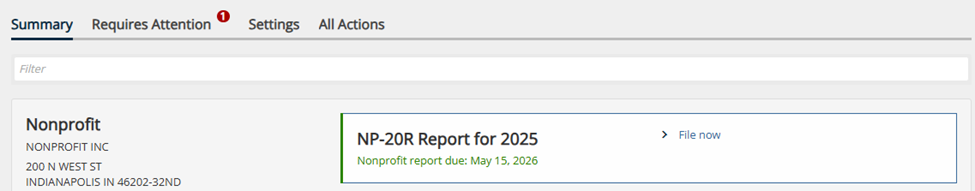 Summary Requires Attention 1 Settings All Actions
Filter
Nonprofit
NONPROFIT INC
200 N WEST ST
INDIANAPOLIS IN 46202-32ND
NP-20R Report for 2025
Nonprofit report due: May 15, 2026
File now